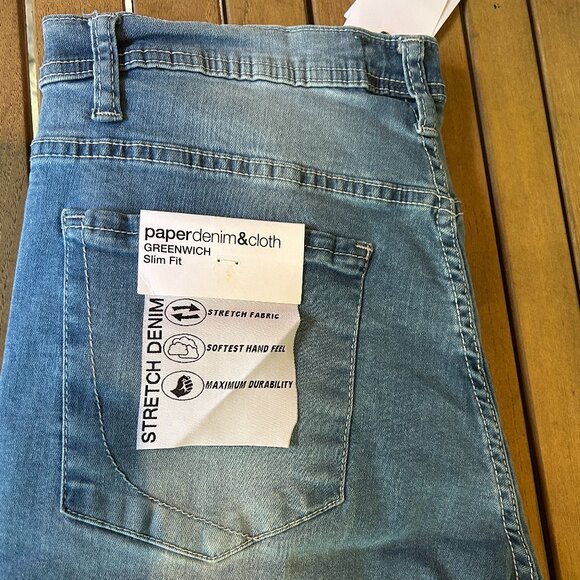 paperdenim&cloth
GREENWICH
Slim Fit
STRETCH DENIM
STRETCH FABRIC
SOFTEST HAND FEEL
MAXIMUM DURABILITY